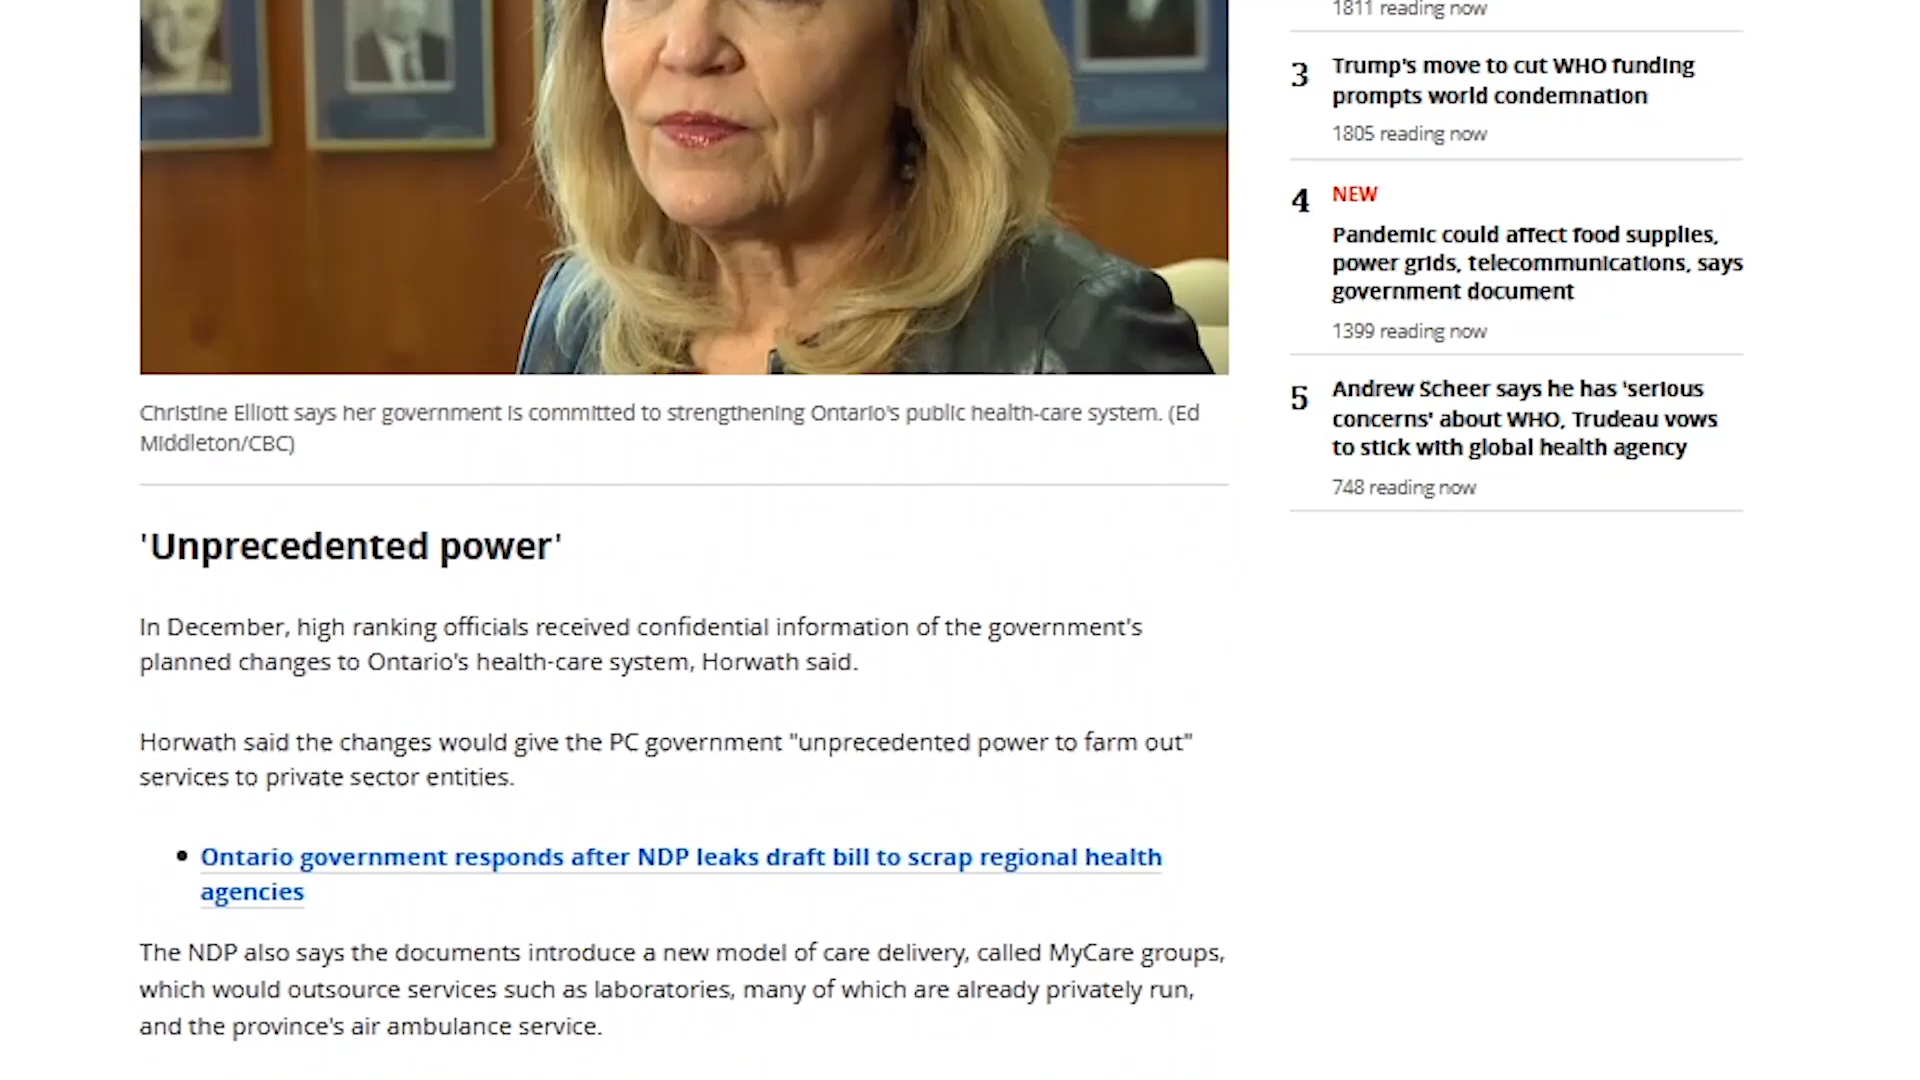 1811 reading now
3 Trump's move to cut WHO funding
prompts world condemnation
1805 reading now
4 NEW
Pandemic could affect food supplies,
power grids, telecommunications, says
government document
1399 reading now
5 Andrew Scheer says he has 'serious
concerns' about WHO, Trudeau vows
to stick with global health agency
748 reading now
Christine Elliott says her government is committed to strengthening Ontario's public health-care system. (Ed
Middleton/CBC)
'Unprecedented power'
In December, high ranking officials received confidential information of the government's
planned changes to Ontario's health-care system, Horwath said.
Horwath said the changes would give the PC government "unprecedented power to farm out"
services to private sector entities.
• Ontario government responds after NDP leaks draft bill to scrap regional health
agencies
The NDP also says the documents introduce a new model of care delivery, called MyCare groups,
which would outsource services such as laboratories, many of which are already privately run,
and the province's air ambulance service.